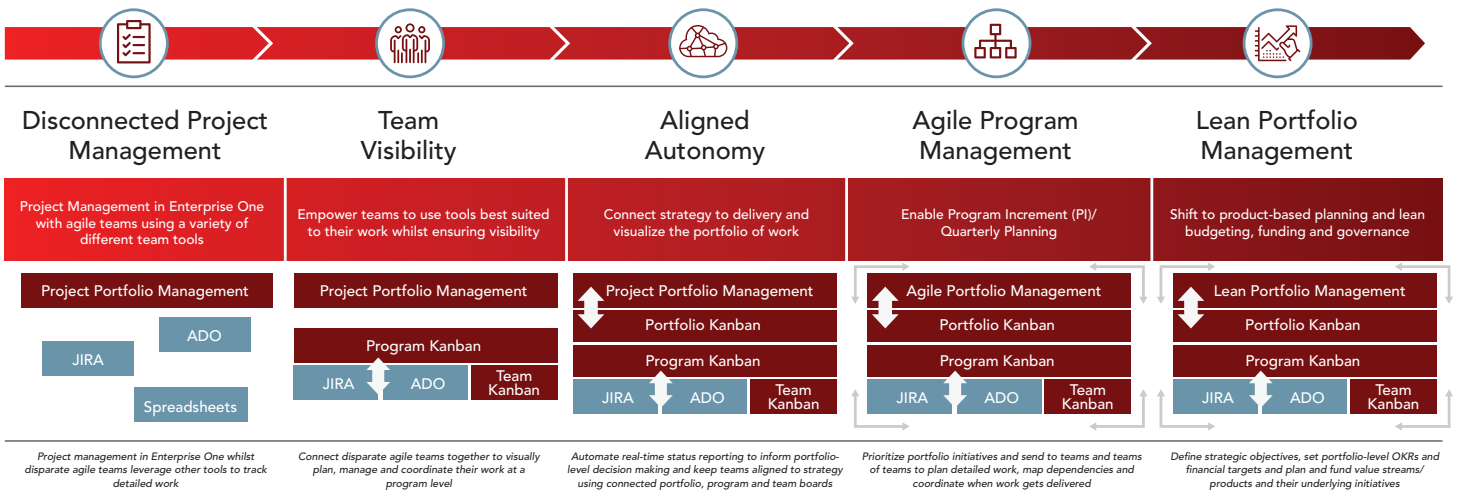 Disconnected Project
Management
Team
Visibility
Aligned
Autonomy
Agile Program
Management
Lean Portfolio
Management
Project Management in Enterprise One
with agile teams using a variety of
different team tools
Empower teams to use tools best suited
to their work whilst ensuring visibility
Connect strategy to delivery and
visualize the portfolio of work
Enable Program Increment (PI)/
Quarterly Planning
Shift to product-based planning and lean
budgeting, funding and governance
Project Portfolio Management
ADO
JIRA
Spreadsheets
Project Portfolio Management
Program Kanban
JIRA
ADO
Team
Kanban
Project Portfolio Management
Portfolio Kanban
Program Kanban
JIRA
ADO
Team
Kanban
Agile Portfolio Management
Portfolio Kanban
Program Kanban
JIRA
ADO
Team
Kanban
Lean Portfolio Management
Portfolio Kanban
Program Kanban
JIRA
ADO
Team
Kanban
Project management in Enterprise One whilst
disparate agile teams leverage other tools to track
detailed work
Connect disparate agile teams together to visually
plan, manage and coordinate their work at a
program level
Automate real-time status reporting to inform portfolio-
level decision making and keep teams aligned to strategy
using connected portfolio, program and team boards
Prioritize portfolio initiatives and send to teams and teams
of teams to plan detailed work, map dependencies and
coordinate when work gets delivered
Define strategic objectives, set portfolio-level OKRs and
financial targets and plan and fund value streams/
products and their underlying initiatives